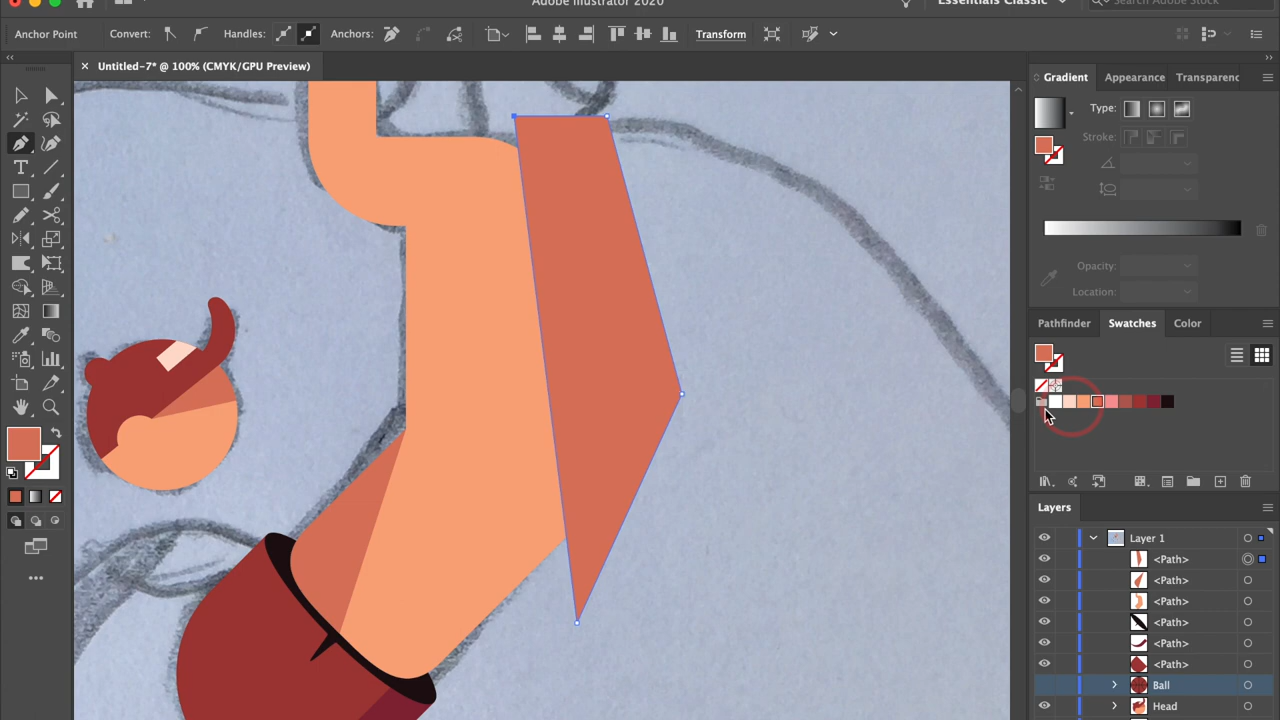 Adobe Illustrator 2020
Essentials Classic
Search Adobe Stock
Anchor Point
Convert:
Handles:
Anchors:
Transform
× Untitled-7* @ 100% (CMYK/GPU Preview)
Gradient
Appearance
Transparenc
Type:
Stroke:
Opacity:
Location:
Pathfinder
Swatches
Color
Layers
Layer 1
<Path>
<Path>
<Path>
<Path>
<Path>
<Path>
Ball
Head